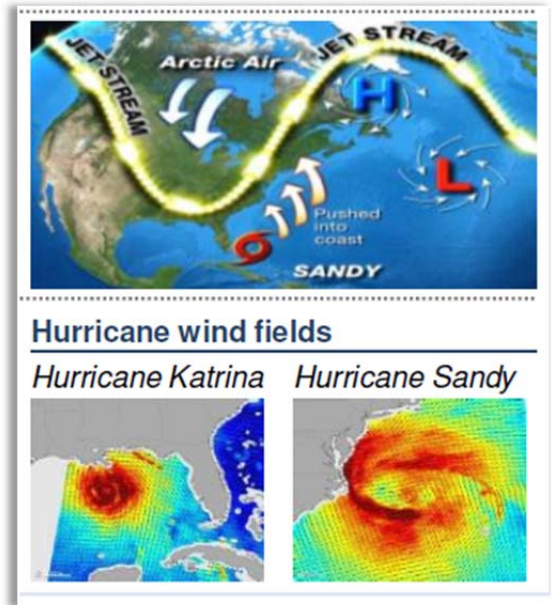 JET STREAM
Arctic Air
JET STREAM
H
L
Pushed
into
coast
SANDY
Hurricane wind fields
Hurricane Katrina
Hurricane Sandy